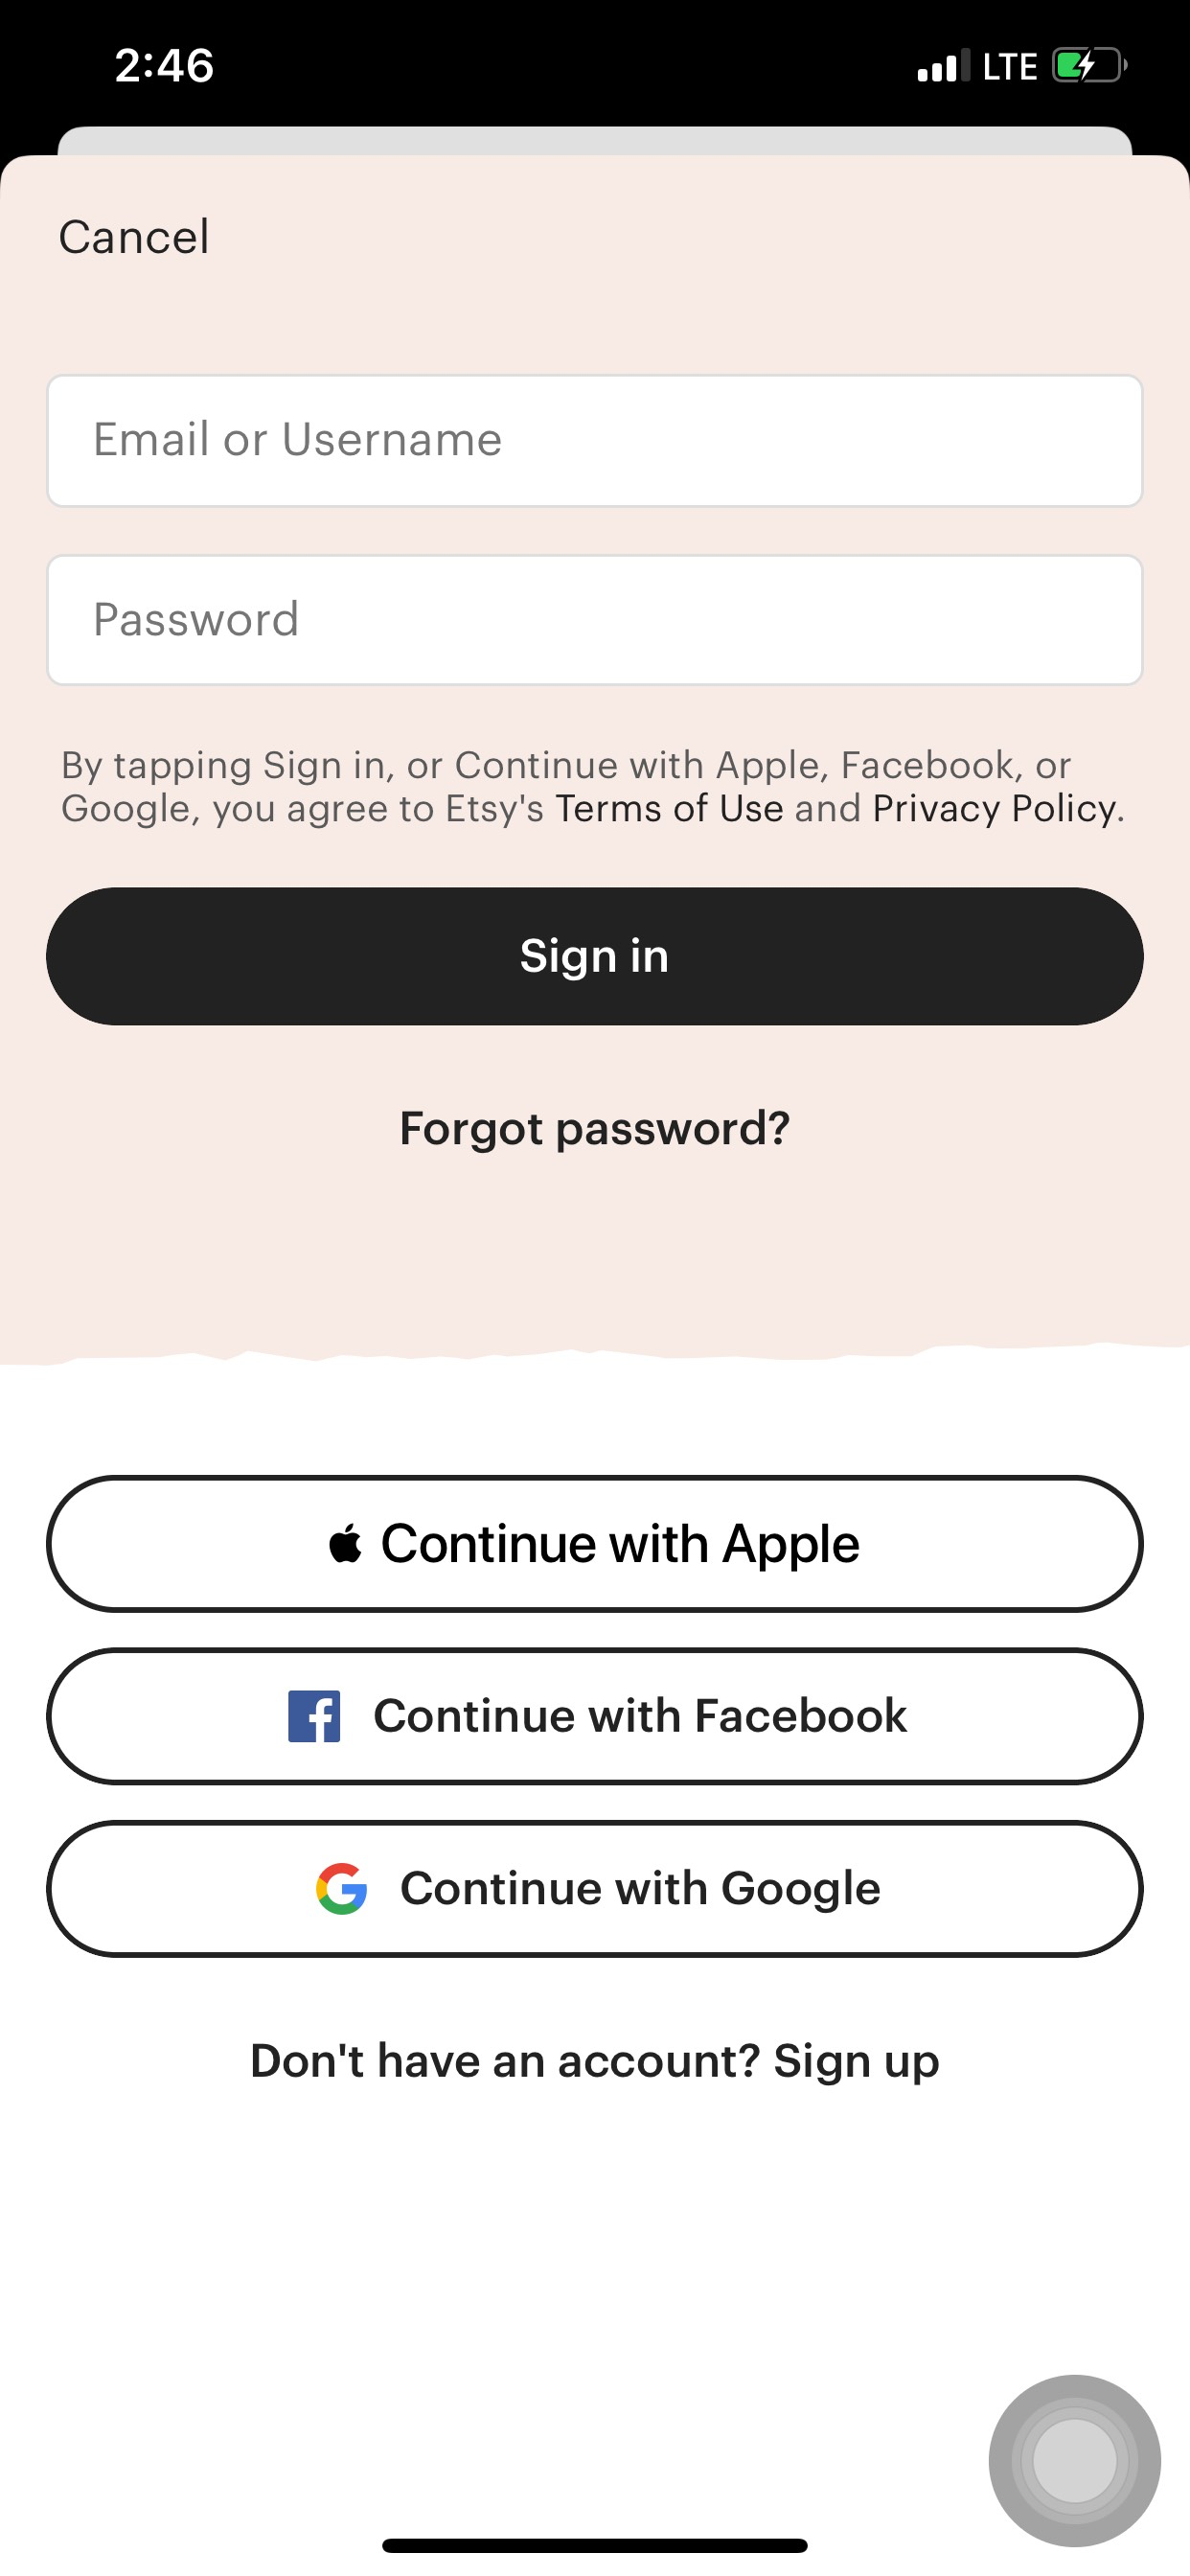 2:46
LTE
Cancel
Email or Username
Password
By tapping Sign in, or Continue with Apple, Facebook, or
Google, you agree to Etsy's Terms of Use and Privacy Policy.
Sign in
Forgot password?
Continue with Apple
Continue with Facebook
Continue with Google
Don't have an account? Sign up